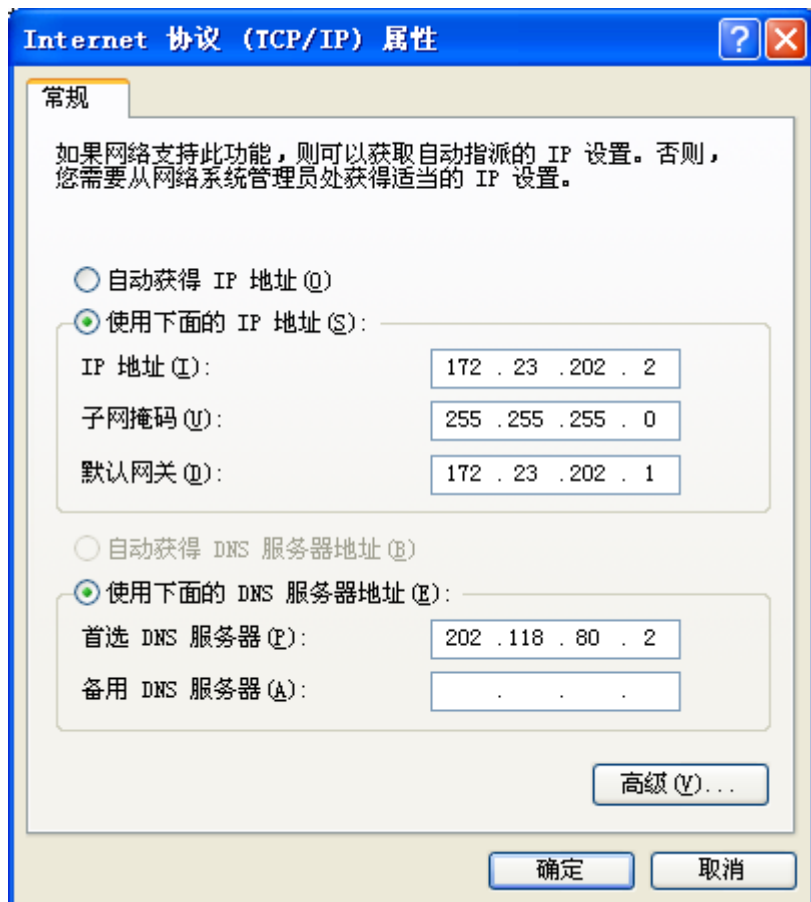 Internet 协议 (TCP/IP) 属性
常规
如果网络支持此功能，则可以获取自动指派的 IP 设置。否则，
您需要从网络系统管理员处获得适当的 IP 设置。
自动获得 IP 地址(O)
使用下面的 IP 地址(S):
IP 地址(I): 172 . 23 .202 . 2
子网掩码(U): 255 .255 .255 . 0
默认网关(D): 172 . 23 .202 . 1
自动获得 DNS 服务器地址(B)
使用下面的 DNS 服务器地址(E):
首选 DNS 服务器(P): 202 .118 . 80 . 2
备用 DNS 服务器(A): . . .
高级(V)...
确定 取消